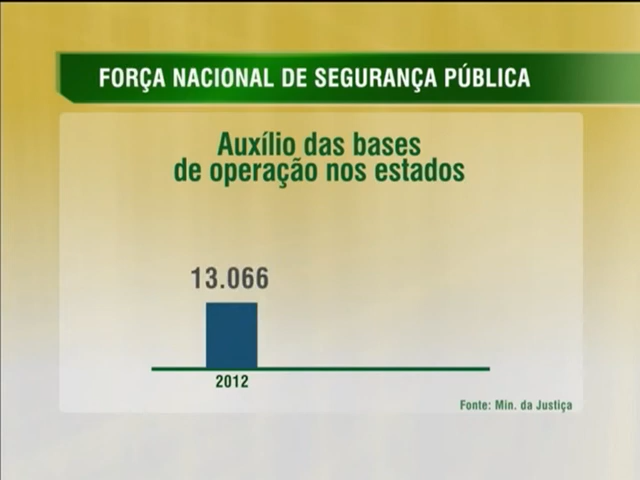 FORÇA NACIONAL DE SEGURANÇA PÚBLICA
Auxílio das bases
de operação nos estados
13.066
2012
Fonte: Min. da Justiça